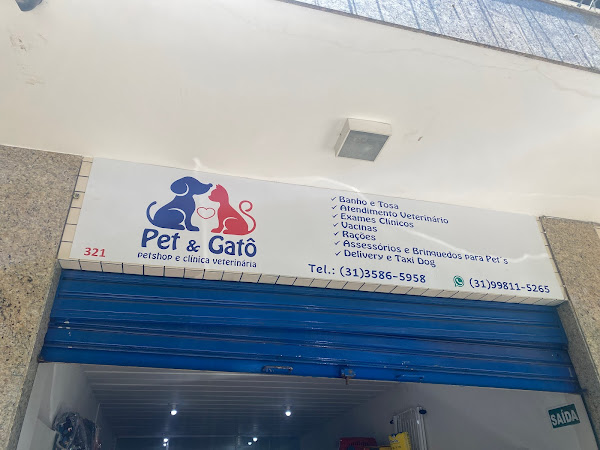 Pet & Gatô
petshop e clínica veterinária
321
✓ Banho e Tosa
✓ Atendimento Veterinário
✓ Exames Clínicos
✓ Vacinas
✓ Rações
✓ Assessórios e Brinquedos para Pet's
✓ Delivery e Taxi Dog
Tel.: (31)3586-5958
(31)99811-5265
SAÍDA